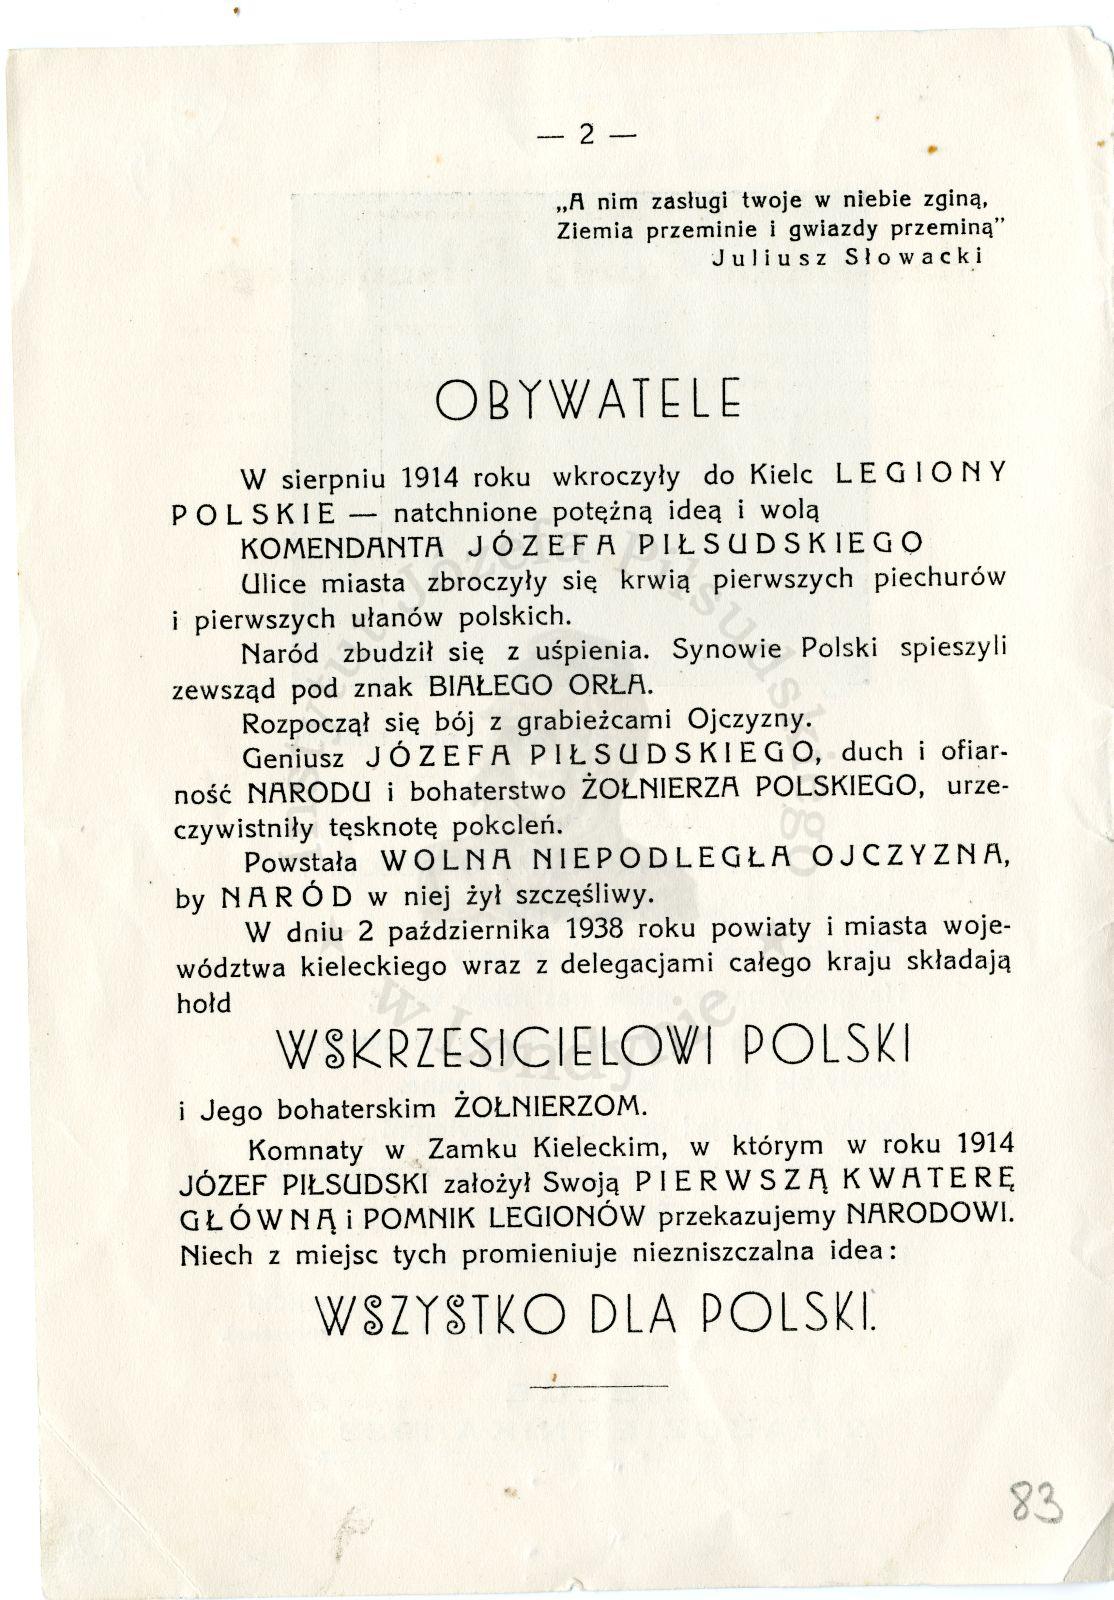 — 2 —
„A nim zasługi twoje w niebie zginą,
Ziemia przeminie i gwiazdy przeminą”
Juliusz Słowacki
OBYWATELE
W sierpniu 1914 roku wkroczyły do Kielc LEGIONY
POLSKIE — natchnione potężną ideą i wolą
KOMENDANTA JÓZEFA PIŁSUDSKIEGO
Ulice miasta zbroczyły się krwią pierwszych piechurów
i pierwszych ułanów polskich.
Naród zbudził się z uśpienia. Synowie Polski spieszyli
zewsząd pod znak BIAŁEGO ORŁA.
Rozpoczął się bój z grabieżcami Ojczyzny.
Geniusz JÓZEFA PIŁSUDSKIEGO, duch i ofiar-
ność NARODU i bohaterstwo ŻOŁNIERZA POLSKIEGO, urze-
czywistniły tęsknotę pokcleń.
Powstała WOLNA NIEPODLEGŁA OJCZYZNA,
by NARÓD w niej żył szczęśliwy.
W dniu 2 października 1938 roku powiaty i miasta woje-
wództwa kieleckiego wraz z delegacjami całego kraju składają
hołd
WSKRZESICIELOWI POLSKI
i Jego bohaterskim ŻOŁNIERZOM.
Komnaty w Zamku Kieleckim, w którym w roku 1914
JÓZEF PIŁSUDSKI założył Swoją PIERWSZĄ KWATERĘ
GŁÓWNĄ i POMNIK LEGIONÓW przekazujemy NARODOWI.
Niech z miejsc tych promieniuje niezniszczalna idea:
WSZYSTKO DLA POLSKI.
83
Instytut Józefa Piłsudskiego
w Londynie